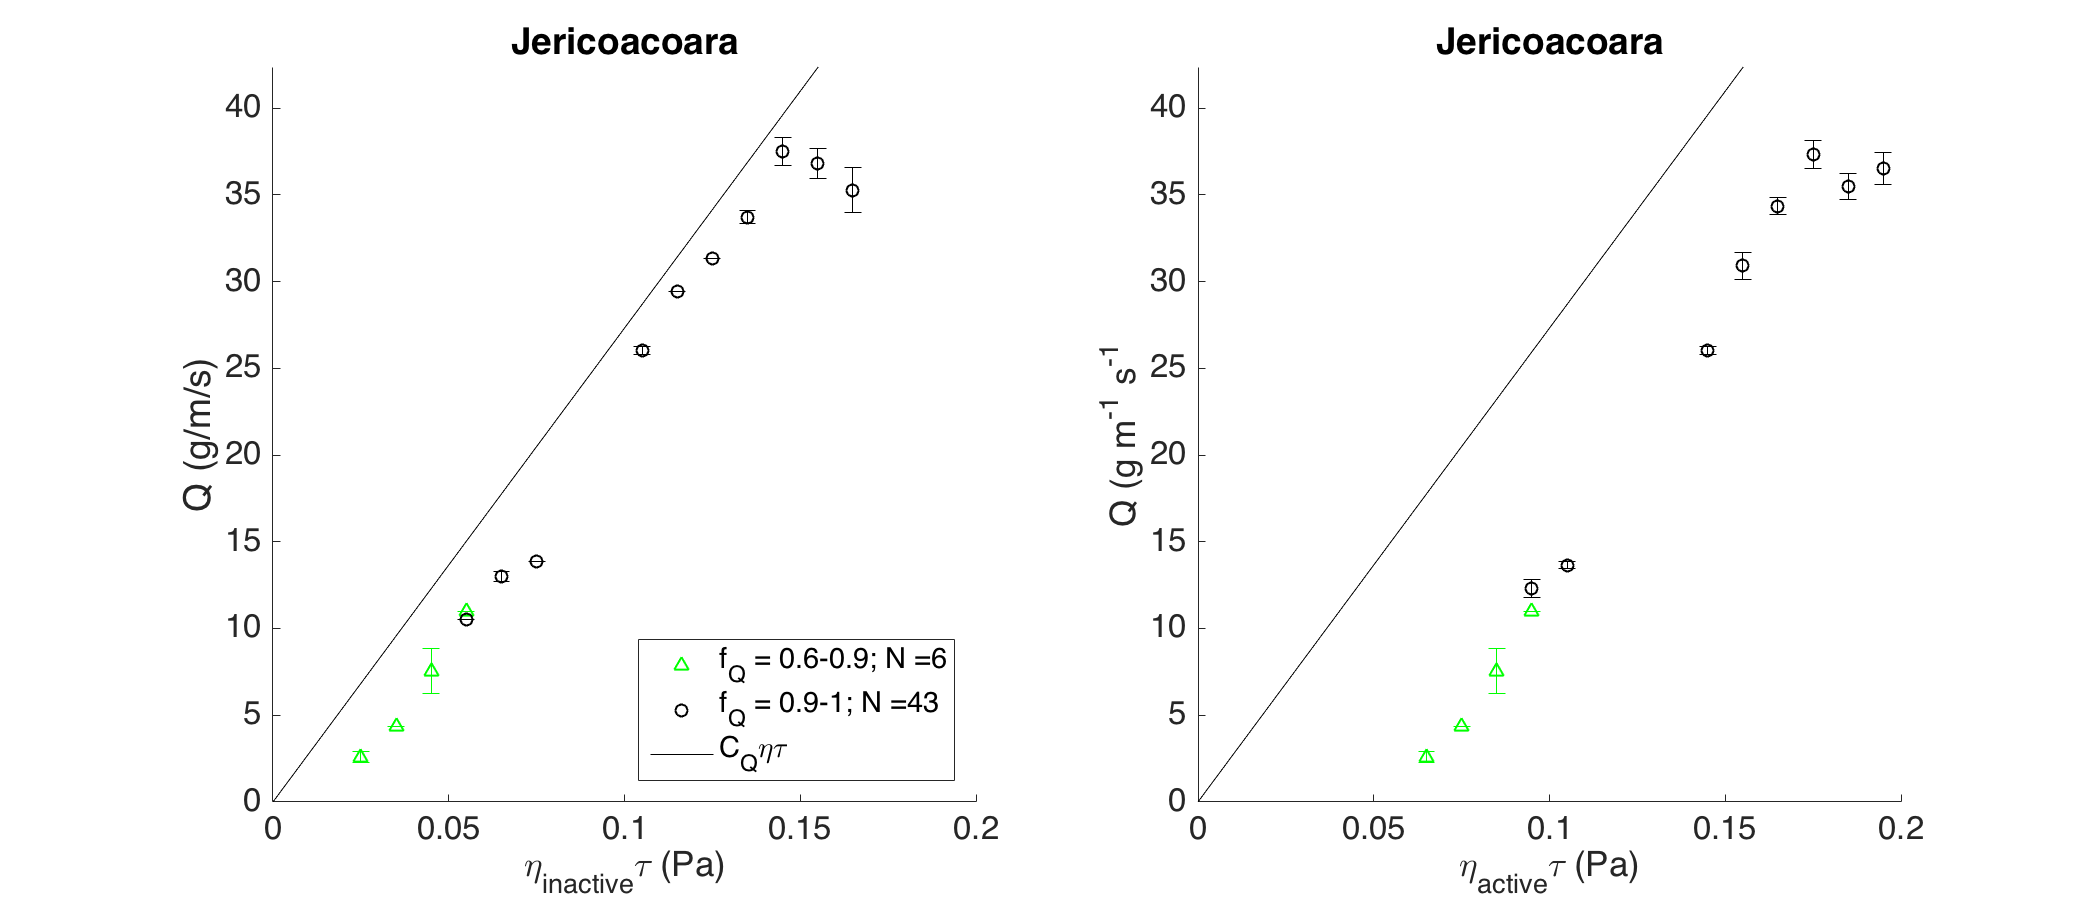 Jericoacoara
40
35
30
25
20
15
10
5
0
Q (g/m/s)
0 0.05 0.1 0.15 0.2
η_inactive τ (Pa)
f_Q = 0.6-0.9; N =6
f_Q = 0.9-1; N =43
C_Q ητ
Jericoacoara
40
35
30
25
20
15
10
5
0
Q (g m^-1 s^-1
0 0.05 0.1 0.15 0.2
η_active τ (Pa)